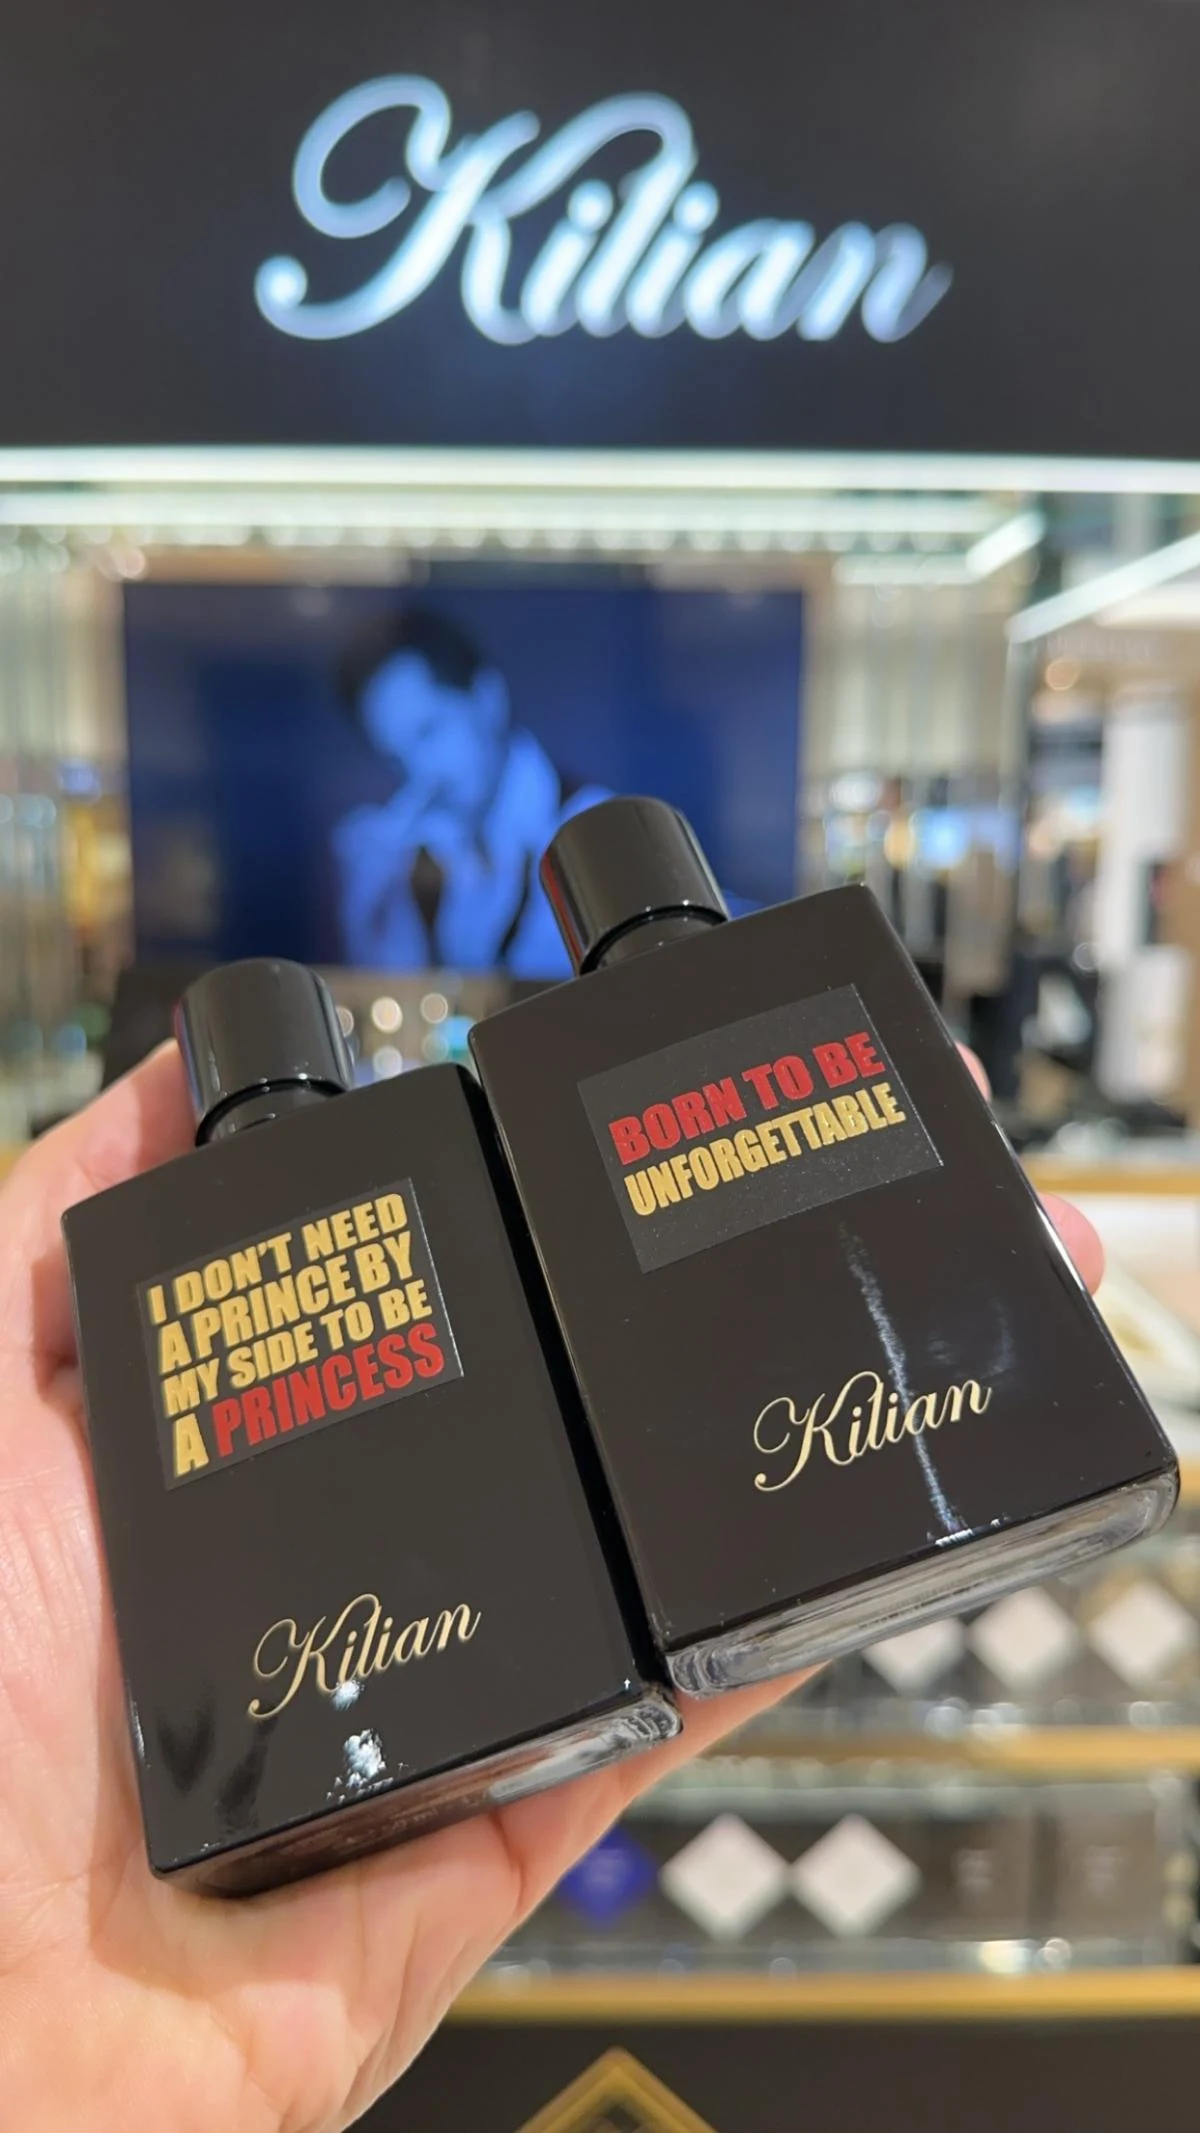 Kilian
I DON'T NEED
A PRINCE BY
MY SIDE TO BE
A PRINCESS
Kilian
BORN TO BE
UNFORGETTABLE
Kilian